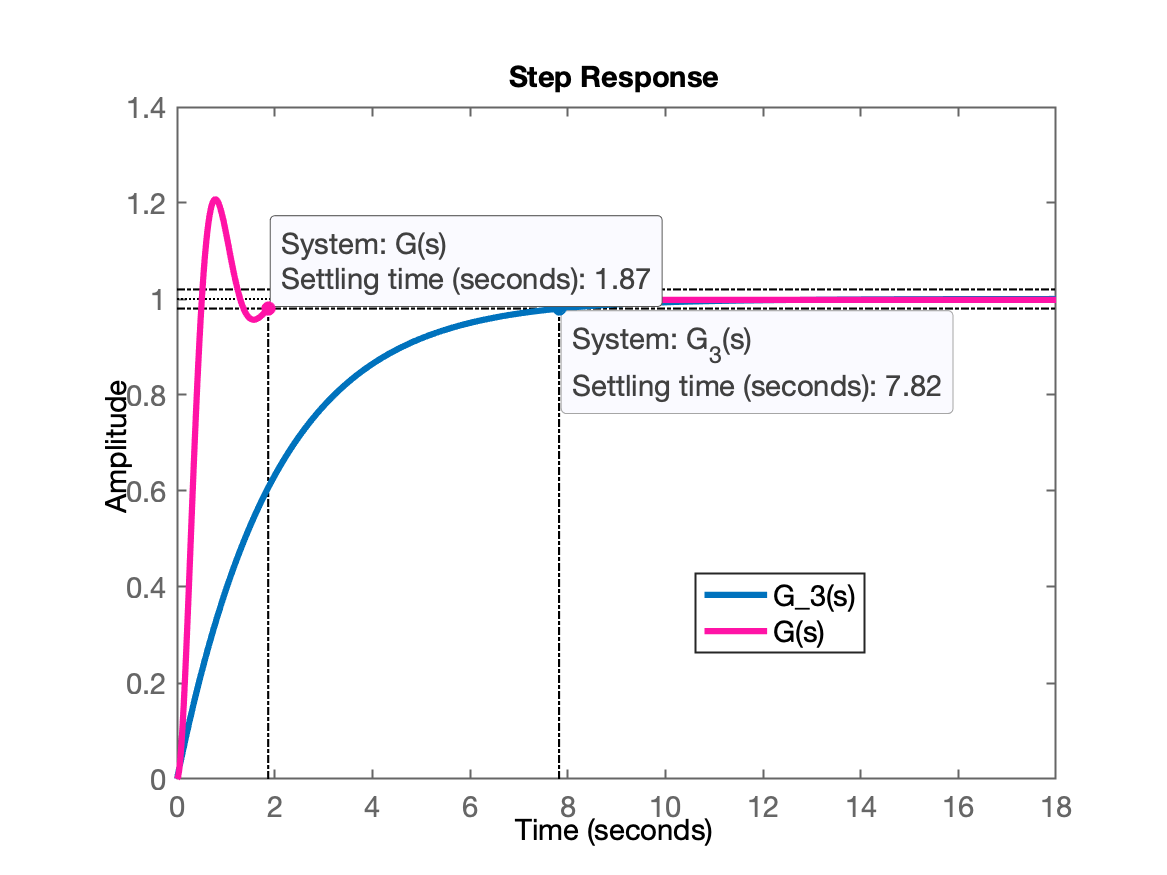 Step Response
1.4
1.2
1
0.8
0.6
0.4
0.2
0
Amplitude
System: G(s)
Settling time (seconds): 1.87
System: G3(s)
Settling time (seconds): 7.82
G_3(s)
G(s)
0 2 4 6 8 10 12 14 16 18
Time (seconds)